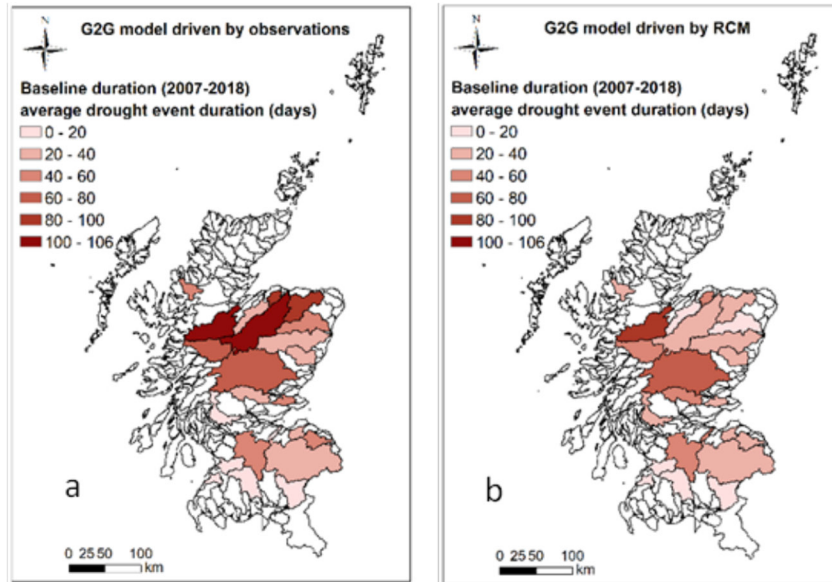 N
G2G model driven by observations
Baseline duration (2007-2018)
average drought event duration (days)
0 - 20
20 - 40
40 - 60
60 - 80
80 - 100
100 - 106
a
0 25 50 100
km
N
G2G model driven by RCM
Baseline duration (2007-2018)
average drought event duration (days)
0 - 20
20 - 40
40 - 60
60 - 80
80 - 100
100 - 106
b
0 25 50 100
km